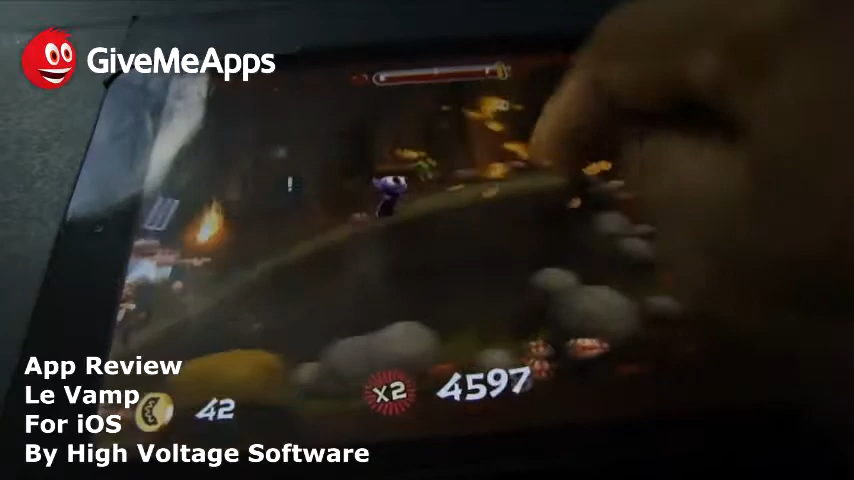 GiveMeApps
App Review
Le Vamp
For iOS
By High Voltage Software
42
X2
4597